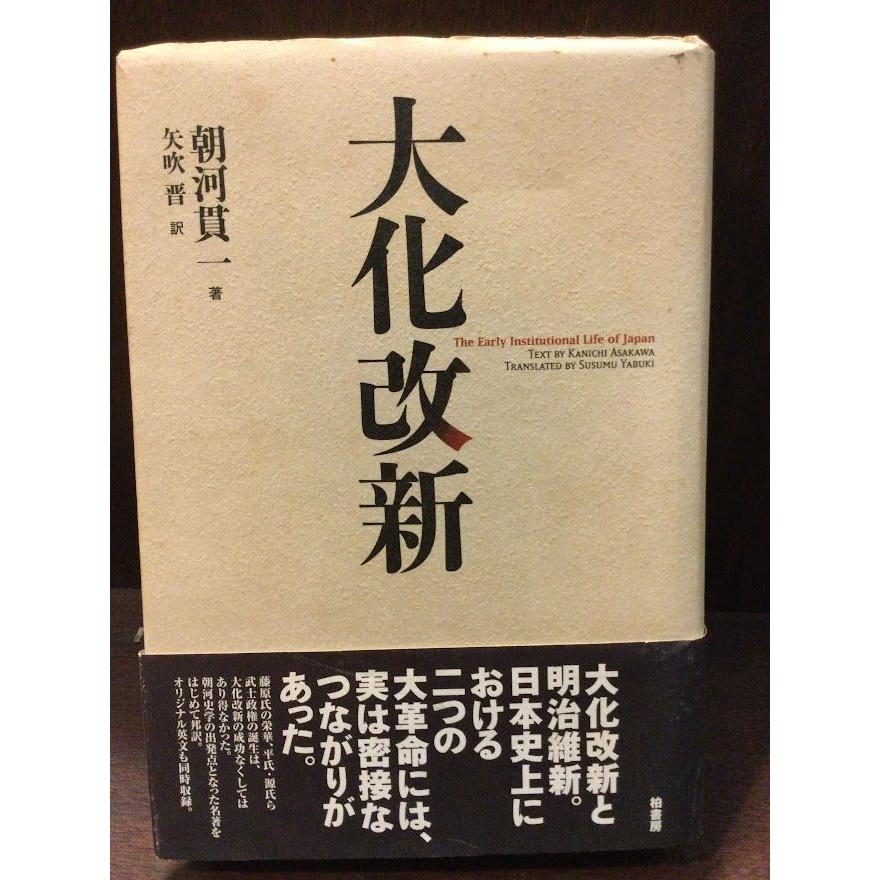 大化改新
The Early Institutional Life of Japan
TEXT BY KANICHI ASAKAWA
TRANSLATED BY SUSUMU YABUKI
朝河貫一 著
矢吹 晋 訳
大化改新と
明治維新。
日本史上に
おける
二つの
大革命には、
実は密接な
つながりが
あった。
藤原氏の栄華、平氏・源氏ら
武士政権の誕生は、
大化改新の成功なくしては
あり得なかった。
朝河史学の出発点となった名著を
はじめて邦訳。
オリジナル英文も同時収録。
柏書房